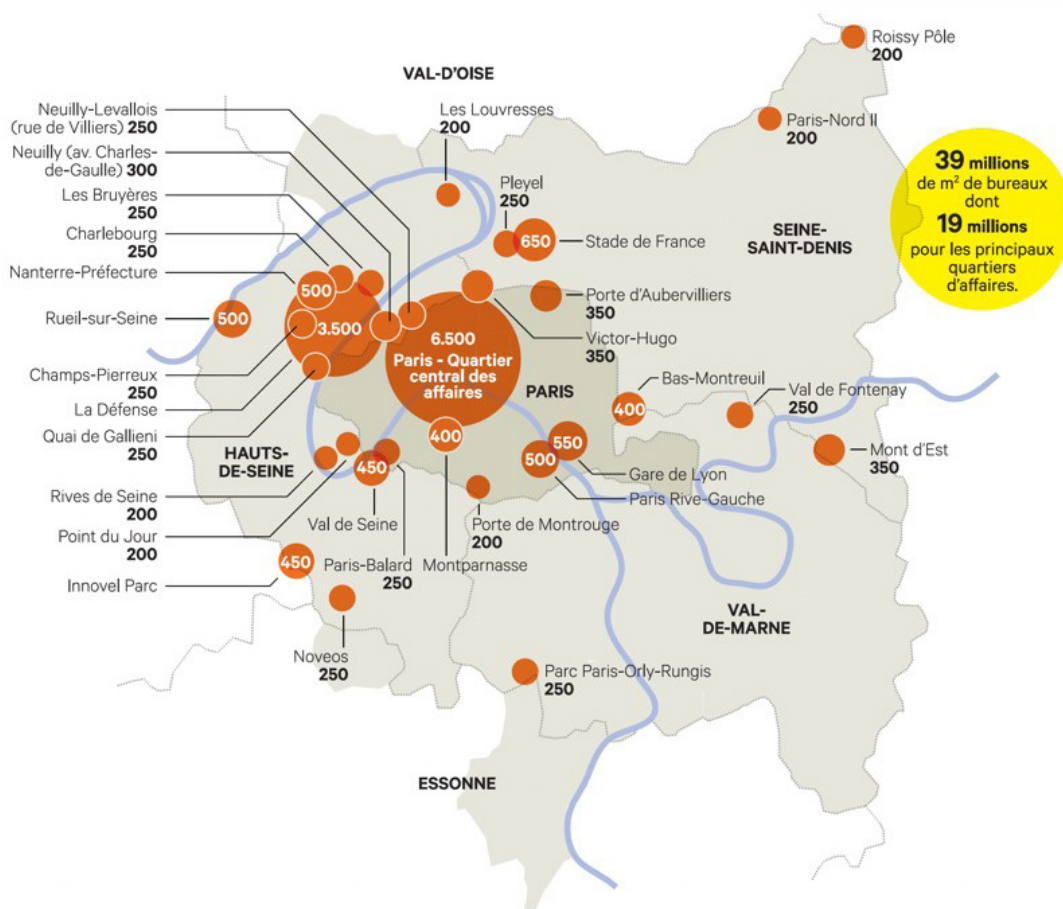 Roissy Pôle
200
VAL-D'OISE
Neuilly-Levallois
(rue de Villiers) 250
Les Louvresses
200
Paris-Nord II
200
Neuilly (av. Charles-
de-Gaulle) 300
39 millions
de m² de bureaux
dont
19 millions
pour les principaux
quartiers
d'affaires.
Les Bruyères
250
Pleyel
250
Charlebourg
250
650
Stade de France
SEINE-
SAINT-DENIS
Nanterre-Préfecture
500
Porte d'Aubervilliers
350
Rueil-sur-Seine
500
3.500
6.500
Paris - Quartier
central des
affaires
Victor-Hugo
350
Champs-Pierreux
250
PARIS
Bas-Montreuil
400
Val de Fontenay
250
La Défense
Quai de Gallieni
250
400
HAUTS-
DE-SEINE
550
500
Mont d'Est
350
450
Gare de Lyon
Rives de Seine
200
Paris Rive-Gauche
Val de Seine
Porte de Montrouge
200
Point du Jour
200
Paris-Balard
250
Montparnasse
450
Innovel Parc
VAL-
DE-MARNE
Noveos
250
Parc Paris-Orly-Rungis
250
ESSONNE